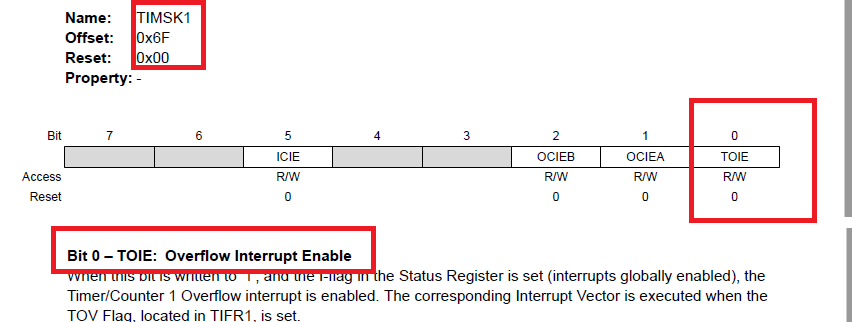 Name: TIMSK1
Offset: 0x6F
Reset: 0x00
Property: -
Bit 7 6 5 4 3 2 1 0
ICIE OCIEB OCIEA TOIE
Access R/W R/W R/W R/W
Reset 0 0 0 0
Bit 0 – TOIE: Overflow Interrupt Enable
When this bit is written to '1', and the I-flag in the Status Register is set (interrupts globally enabled), the
Timer/Counter 1 Overflow interrupt is enabled. The corresponding Interrupt Vector is executed when the
TOV Flag, located in TIFR1, is set.